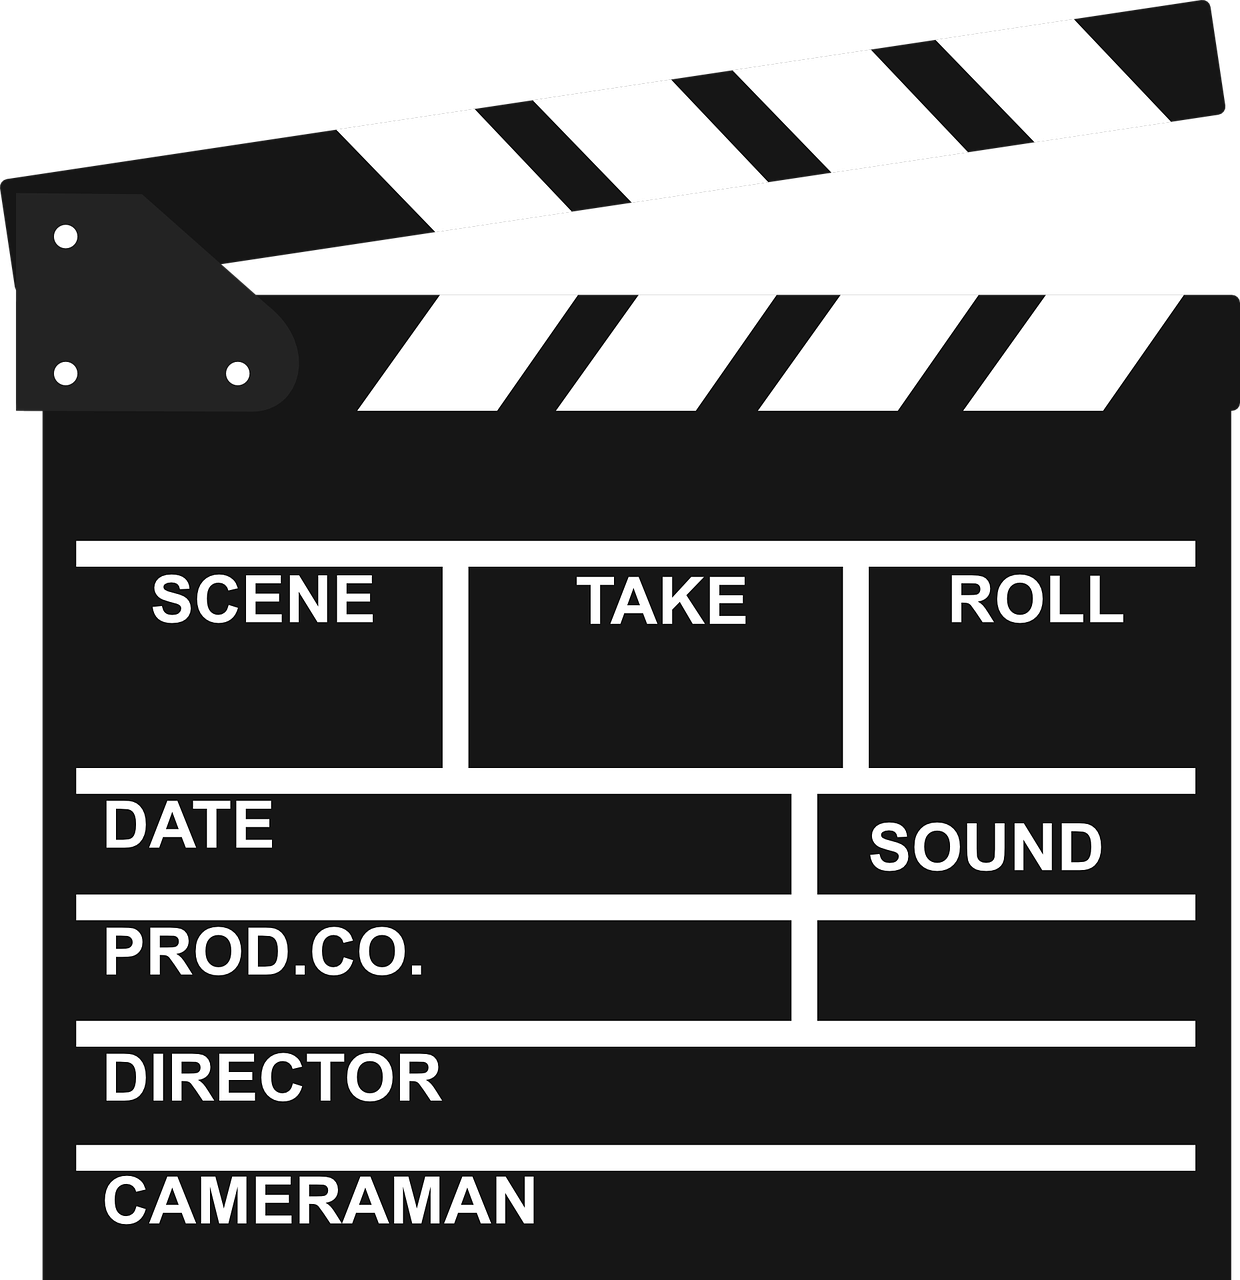 SCENE TAKE ROLL
DATE
SOUND
PROD.CO.
DIRECTOR
CAMERAMAN